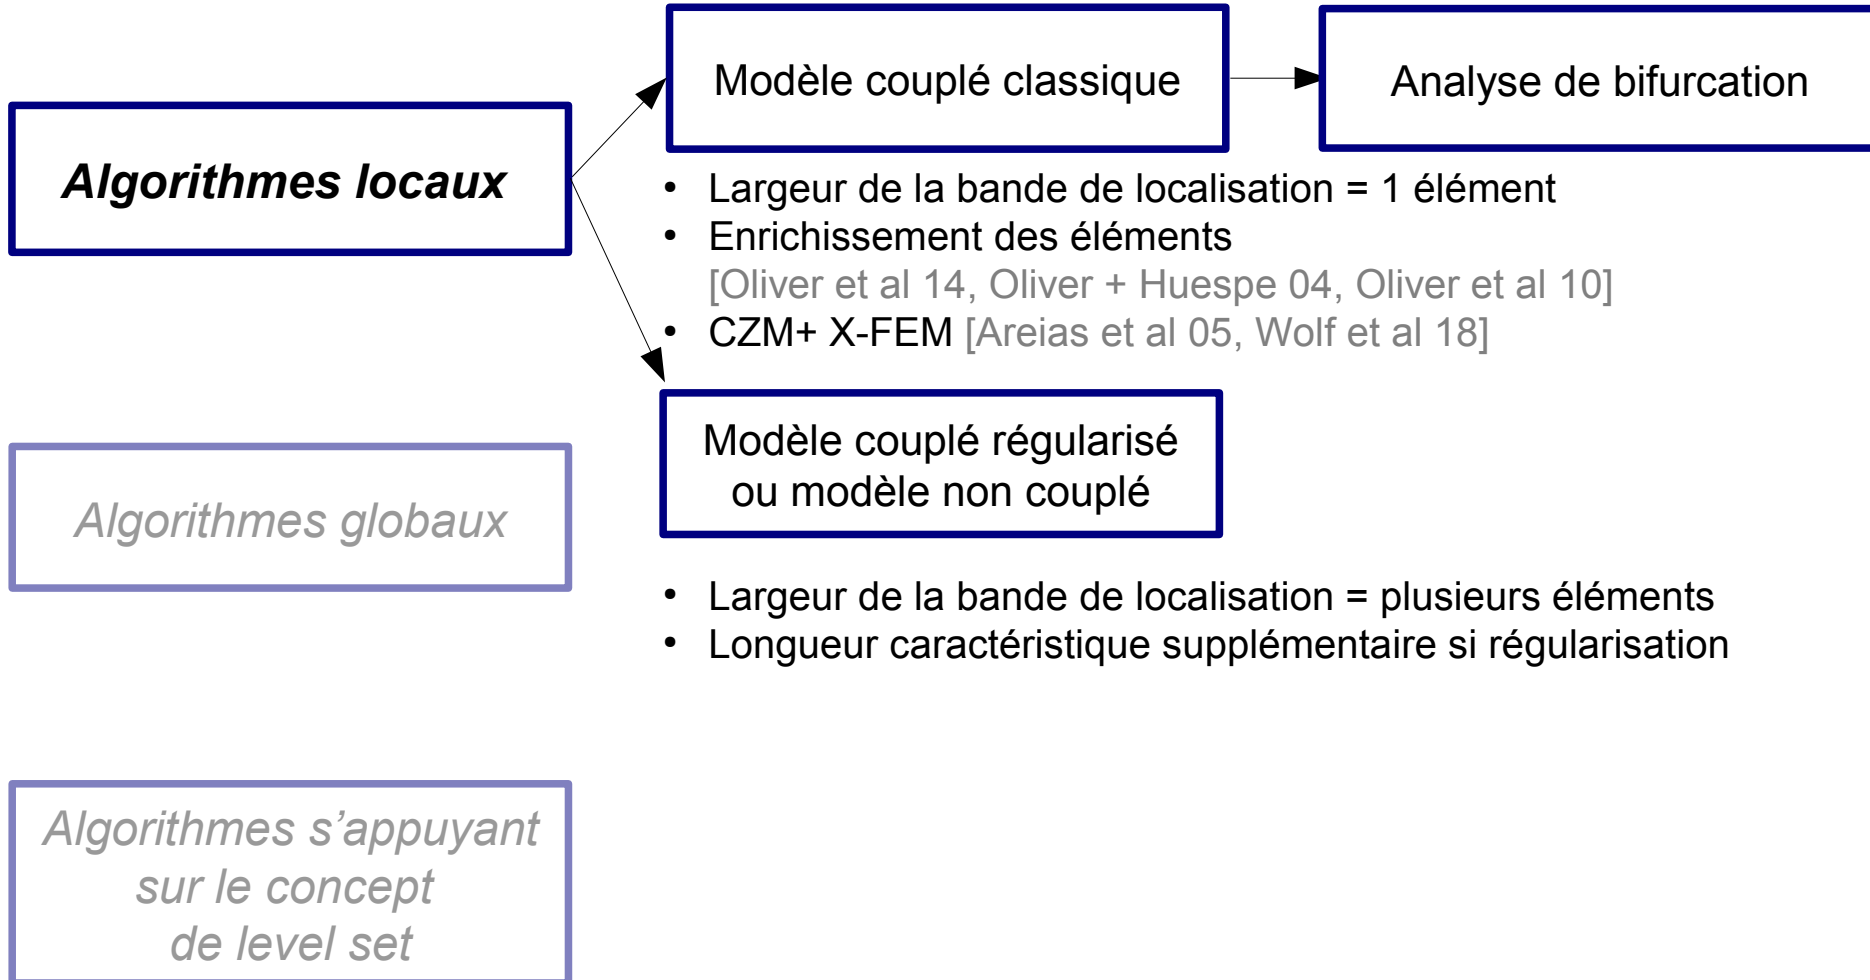 Modèle couplé classique
Analyse de bifurcation
Algorithmes locaux
• Largeur de la bande de localisation = 1 élément
• Enrichissement des éléments
[Oliver et al 14, Oliver + Huespe 04, Oliver et al 10]
• CZM+ X-FEM [Areias et al 05, Wolf et al 18]
Modèle couplé régularisé
ou modèle non couplé
Algorithmes globaux
• Largeur de la bande de localisation = plusieurs éléments
• Longueur caractéristique supplémentaire si régularisation
Algorithmes s’appuyant
sur le concept
de level set